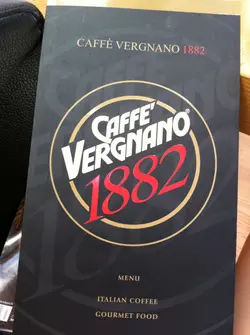 CAFFÈ VERGNANO 1882
CAFFE'
VERGNANO
1882
MENU
ITALIAN COFFEE
GOURMET FOOD